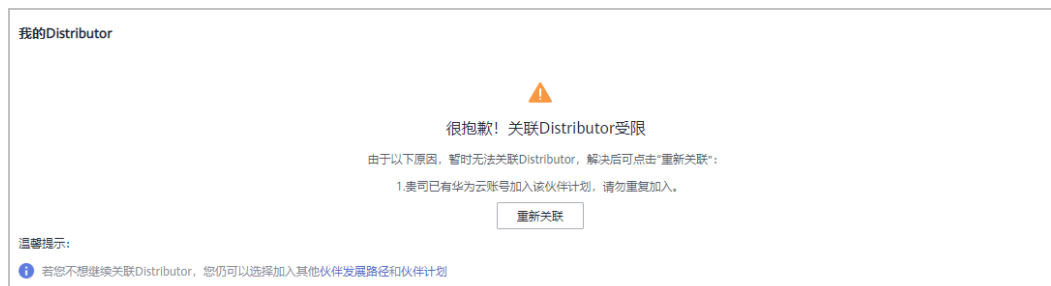 我的Distributor
很抱歉！关联Distributor受限
由于以下原因，暂时无法关联Distributor，解决后可点击“重新关联”：
1.贵司已有华为云账号加入该伙伴计划，请勿重复加入。
重新关联
温馨提示：
若您不想继续关联Distributor，您仍可以选择加入其他伙伴发展路径和伙伴计划